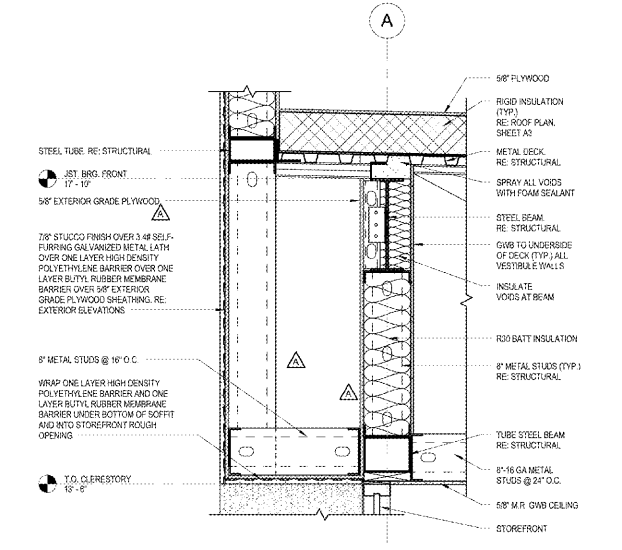 A
5/8" PLYWOOD
RIGID INSULATION
(TYP.)
RE: ROOF PLAN.
SHEET A2
METAL DECK.
RE: STRUCTURAL
SPRAY ALL VOIDS
WITH FOAM SEALANT
STEEL BEAM.
RE: STRUCTURAL
GWB TO UNDERSIDE
OF DECK (TYP.) ALL
VESTIBULE WALLS
INSULATE
VOIDS AT BEAM
R30 BATT INSULATION
6" METAL STUDS (TYP.)
RE: STRUCTURAL
TUBE STEEL BEAM
RE: STRUCTURAL
6"-16 GA METAL
STUDS @ 24" O.C.
5/8" M.R. GWB CEILING
STOREFRONT
STEEL TUBE. RE: STRUCTURAL
JST. BRG. FRONT
17' - 10"
5/8" EXTERIOR GRADE PLYWOOD
A
7/8" STUCCO FINISH OVER 3.4# SELF-
FURRING GALVANIZED METAL LATH
OVER ONE LAYER HIGH DENSITY
POLYETHYLENE BARRIER OVER ONE
LAYER BUTYL RUBBER MEMBRANE
BARRIER OVER 5/8" EXTERIOR
GRADE PLYWOOD SHEATHING. RE:
EXTERIOR ELEVATIONS
6" METAL STUDS @ 16" O.C.
WRAP ONE LAYER HIGH DENSITY
POLYETHYLENE BARRIER AND ONE
LAYER BUTYL RUBBER MEMBRANE
BARRIER UNDER BOTTOM OF SOFFIT
AND INTO STOREFRONT ROUGH
OPENING
T.O. CLERESTORY
13' - 6"
A
A